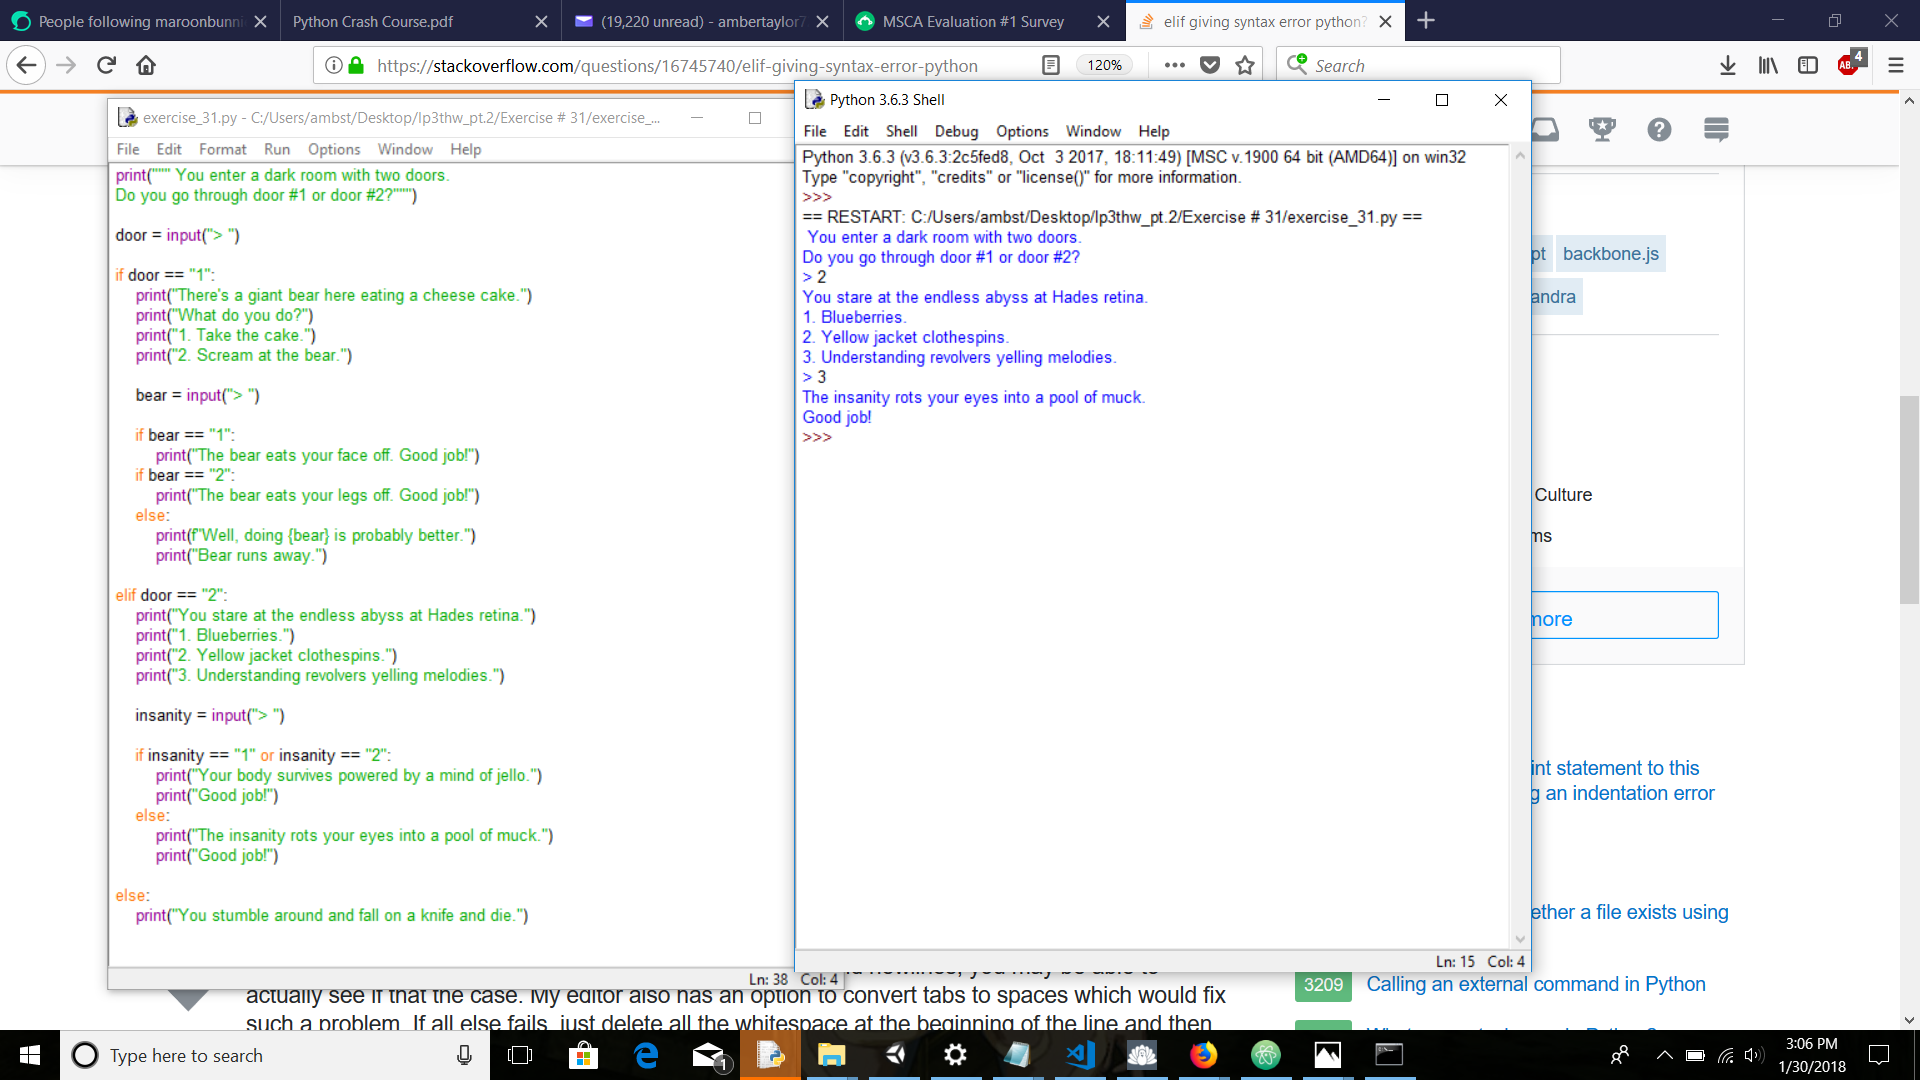 People following maroonbunni
Python Crash Course.pdf
(19,220 unread) - ambertaylor7
MSCA Evaluation #1 Survey
elif giving syntax error python?
https://stackoverflow.com/questions/16745740/elif-giving-syntax-error-python
120%
Search
4
exercise_31.py - C:/Users/ambst/Desktop/lp3thw_pt.2/Exercise # 31/exercise_...
File Edit Format Run Options Window Help
print(""" You enter a dark room with two doors.
Do you go through door #1 or door #2?""")
door = input("> ")
if door == "1":
print("There's a giant bear here eating a cheese cake.")
print("What do you do?")
print("1. Take the cake.")
print("2. Scream at the bear.")
bear = input("> ")
if bear == "1":
print("The bear eats your face off. Good job!")
if bear == "2":
print("The bear eats your legs off. Good job!")
else:
print(f"Well, doing {bear} is probably better.")
print("Bear runs away.")
elif door == "2":
print("You stare at the endless abyss at Hades retina.")
print("1. Blueberries.")
print("2. Yellow jacket clothespins.")
print("3. Understanding revolvers yelling melodies.")
insanity = input("> ")
if insanity == "1" or insanity == "2":
print("Your body survives powered by a mind of jello.")
print("Good job!")
else:
print("The insanity rots your eyes into a pool of muck.")
print("Good job!")
else:
print("You stumble around and fall on a knife and die.")
Ln: 38 Col: 4
Python 3.6.3 Shell
File Edit Shell Debug Options Window Help
Python 3.6.3 (v3.6.3:2c5fed8, Oct  3 2017, 18:11:49) [MSC v.1900 64 bit (AMD64)] on win32
Type "copyright", "credits" or "license()" for more information.
>>>
== RESTART: C:/Users/ambst/Desktop/lp3thw_pt.2/Exercise # 31/exercise_31.py ==
You enter a dark room with two doors.
Do you go through door #1 or door #2?
> 2
You stare at the endless abyss at Hades retina.
1. Blueberries.
2. Yellow jacket clothespins.
3. Understanding revolvers yelling melodies.
> 3
The insanity rots your eyes into a pool of muck.
Good job!
>>>
Ln: 15 Col: 4
pt backbone.js
andra
Culture
ms
more
int statement to this
g an indentation error
ether a file exists using
3209 Calling an external command in Python
actually see if that the case. My editor also has an option to convert tabs to spaces which would fix
such a problem. If all else fails, just delete all the whitespace at the beginning of the line and then
Type here to search
1
3:06 PM
1/30/2018